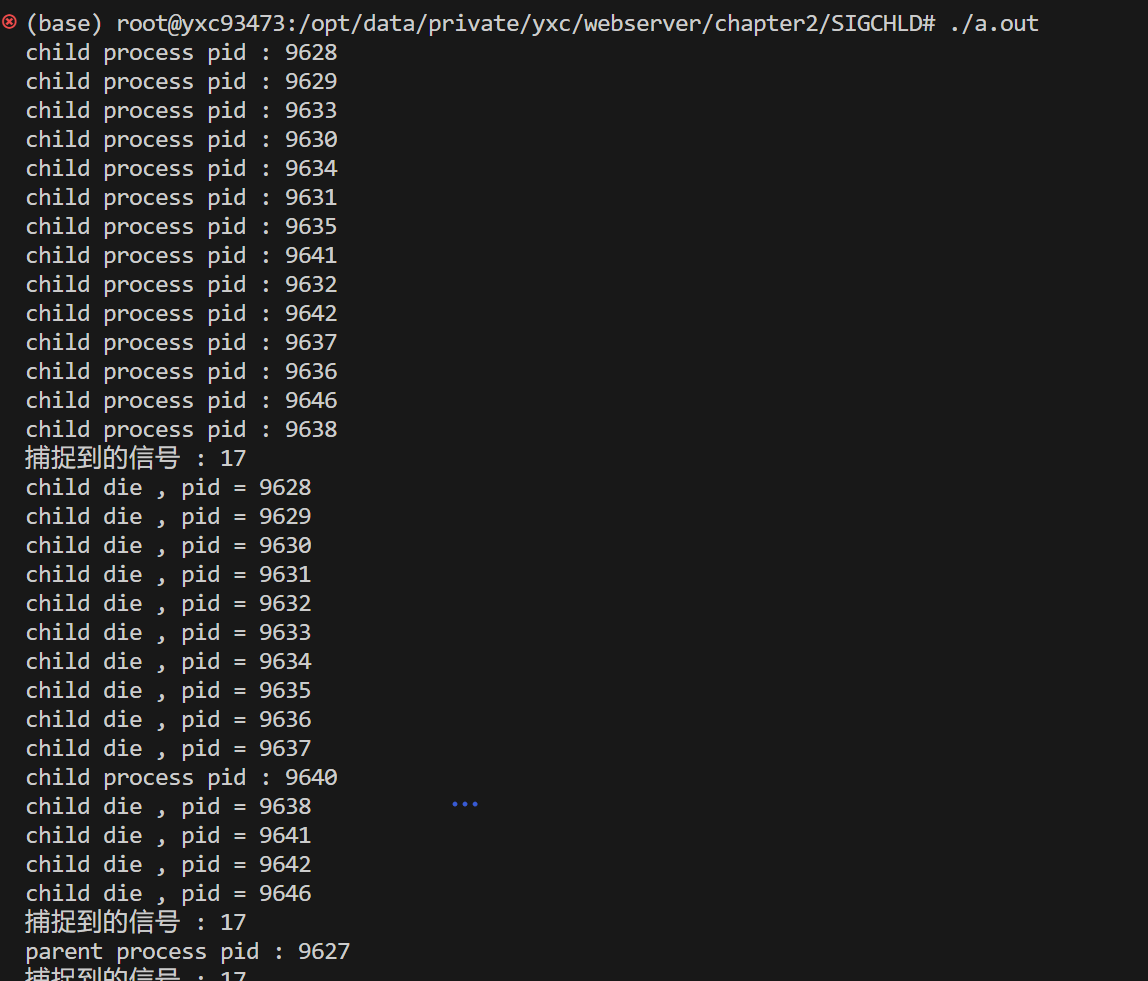 (base) root@yxc93473:/opt/data/private/yxc/webserver/chapter2/SIGCHLD# ./a.out
child process pid : 9628
child process pid : 9629
child process pid : 9633
child process pid : 9630
child process pid : 9634
child process pid : 9631
child process pid : 9635
child process pid : 9641
child process pid : 9632
child process pid : 9642
child process pid : 9637
child process pid : 9636
child process pid : 9646
child process pid : 9638
捕捉到的信号 : 17
child die , pid = 9628
child die , pid = 9629
child die , pid = 9630
child die , pid = 9631
child die , pid = 9632
child die , pid = 9633
child die , pid = 9634
child die , pid = 9635
child die , pid = 9636
child die , pid = 9637
child process pid : 9640
child die , pid = 9638
child die , pid = 9641
child die , pid = 9642
child die , pid = 9646
捕捉到的信号 : 17
parent process pid : 9627
捕捉到的信号 : 17